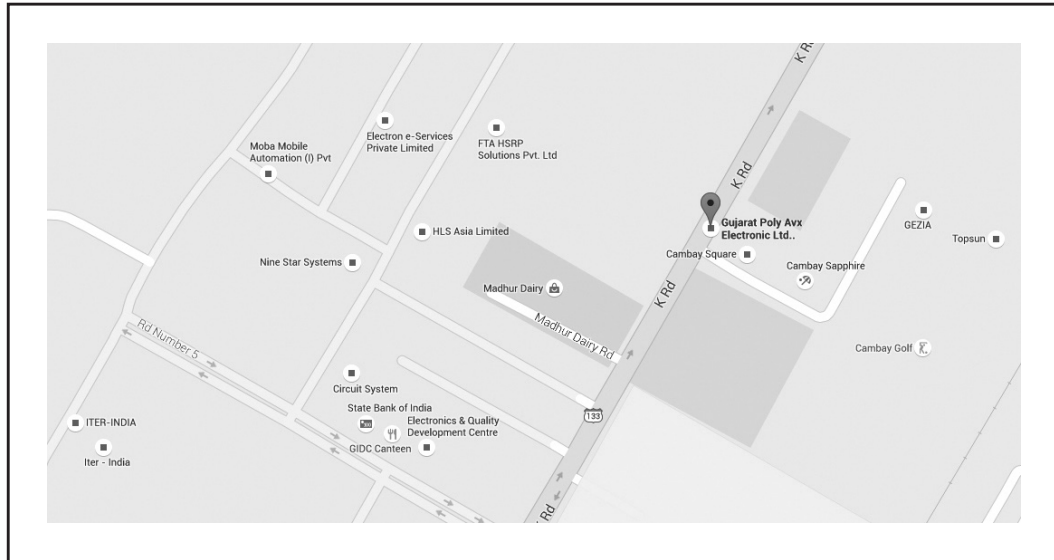 K Rd
Electron e-Services
Private Limited
FTA HSRP
Solutions Pvt. Ltd
Moba Mobile
Automation (I) Pvt
K Rd
Gujarat Poly Avx
Electronic Ltd..
GEZIA
Topsun
HLS Asia Limited
Cambay Square
Nine Star Systems
Cambay Sapphire
Madhur Dairy
K Rd
Madhur Dairy Rd
Rd Number 5
Cambay Golf
Circuit System
State Bank of India
133
ITER-INDIA
Electronics & Quality
Development Centre
GIDC Canteen
Iter - India
K Rd